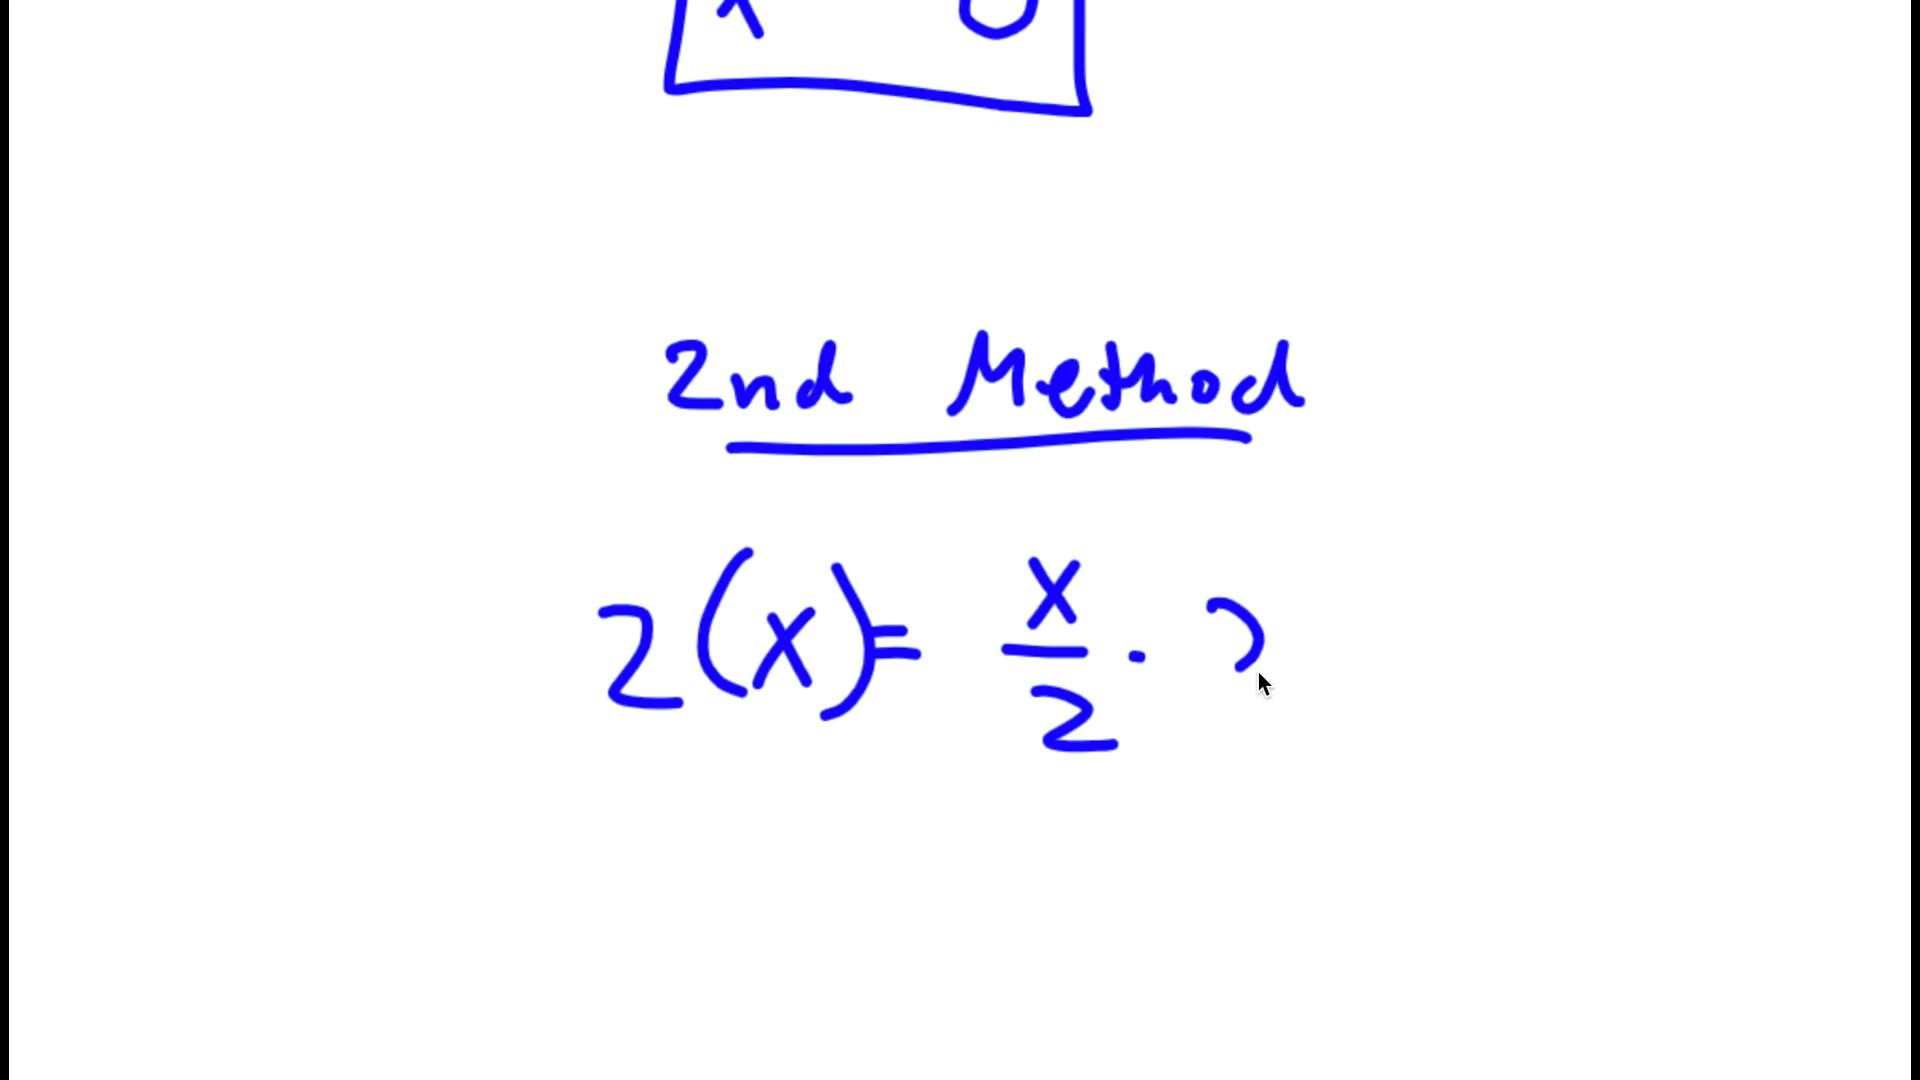 2nd Method
2(x)= x/2 ·